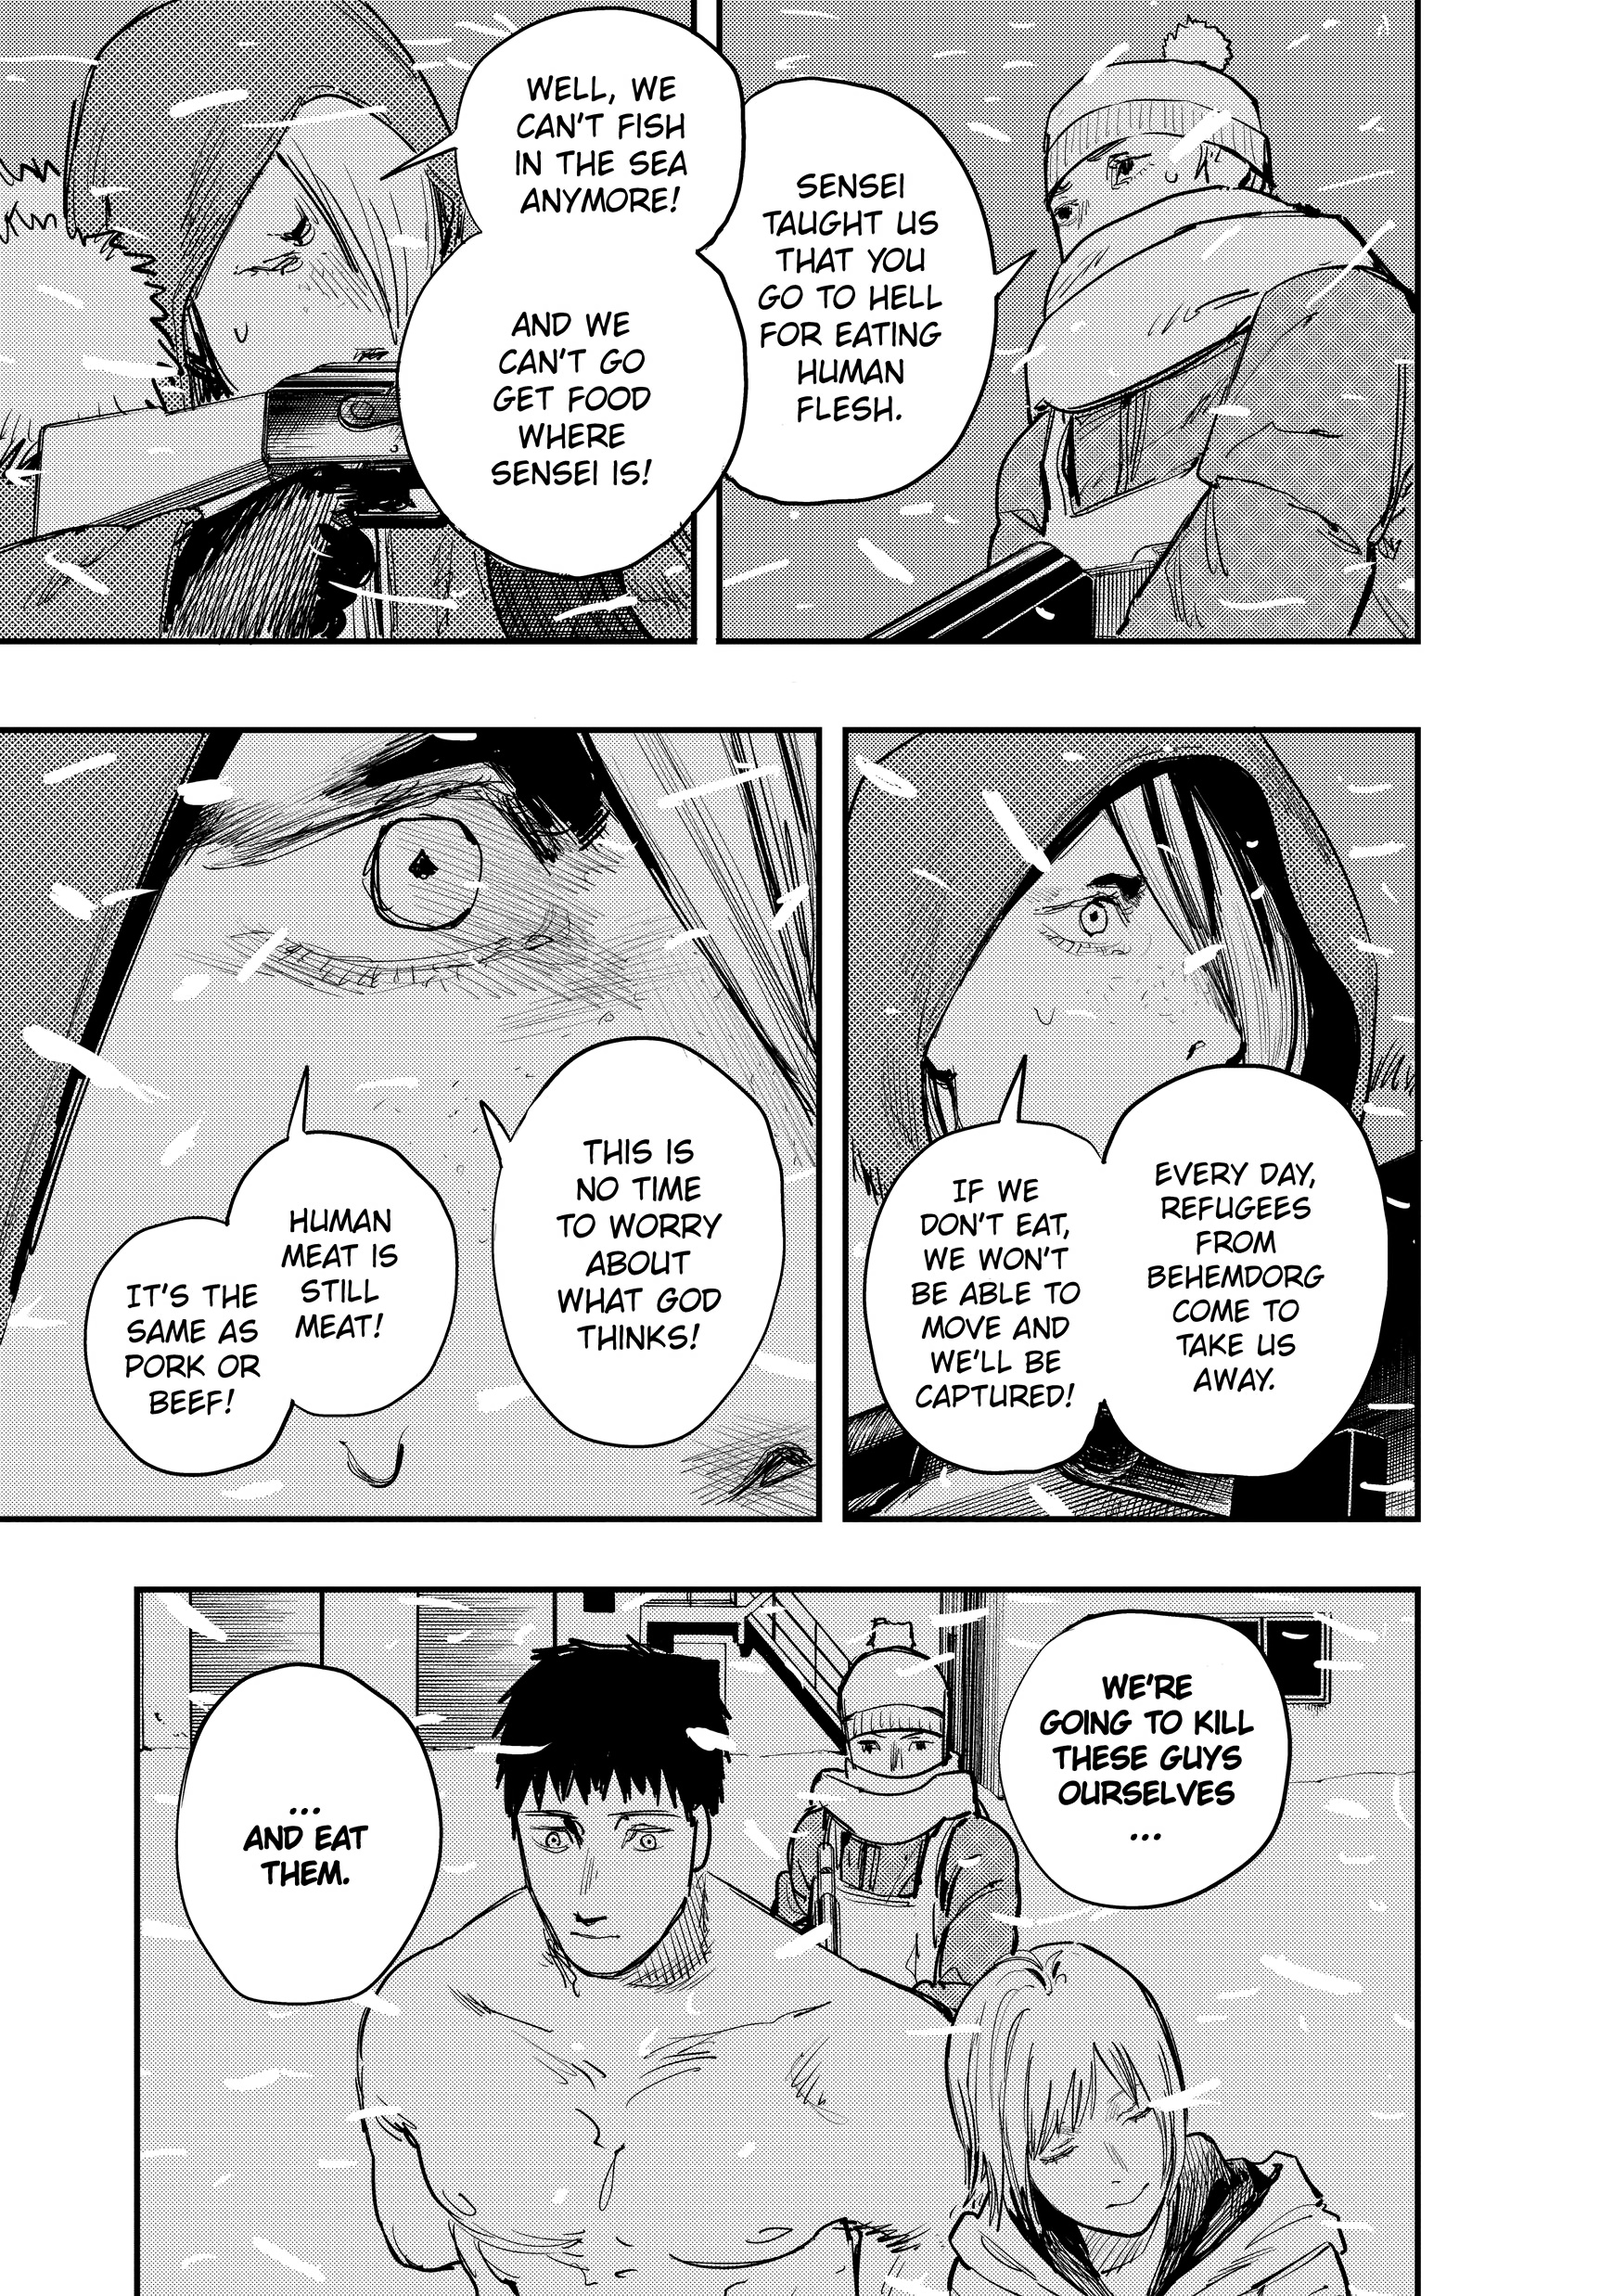 SENSEI
TAUGHT US
THAT YOU
GO TO HELL
FOR EATING
HUMAN
FLESH.
WELL, WE
CAN'T FISH
IN THE SEA
ANYMORE!
AND WE
CAN'T GO
GET FOOD
WHERE
SENSEI IS!
EVERY DAY,
REFUGEES
FROM
BEHEMDORG
COME TO
TAKE US
AWAY.
IF WE
DON'T EAT,
WE WON'T
BE ABLE TO
MOVE AND
WE'LL BE
CAPTURED!
THIS IS
NO TIME
TO WORRY
ABOUT
WHAT GOD
THINKS!
HUMAN
MEAT IS
STILL
MEAT!
IT'S THE
SAME AS
PORK OR
BEEF!
WE'RE
GOING TO KILL
THESE GUYS
OURSELVES
...
...
AND EAT
THEM.